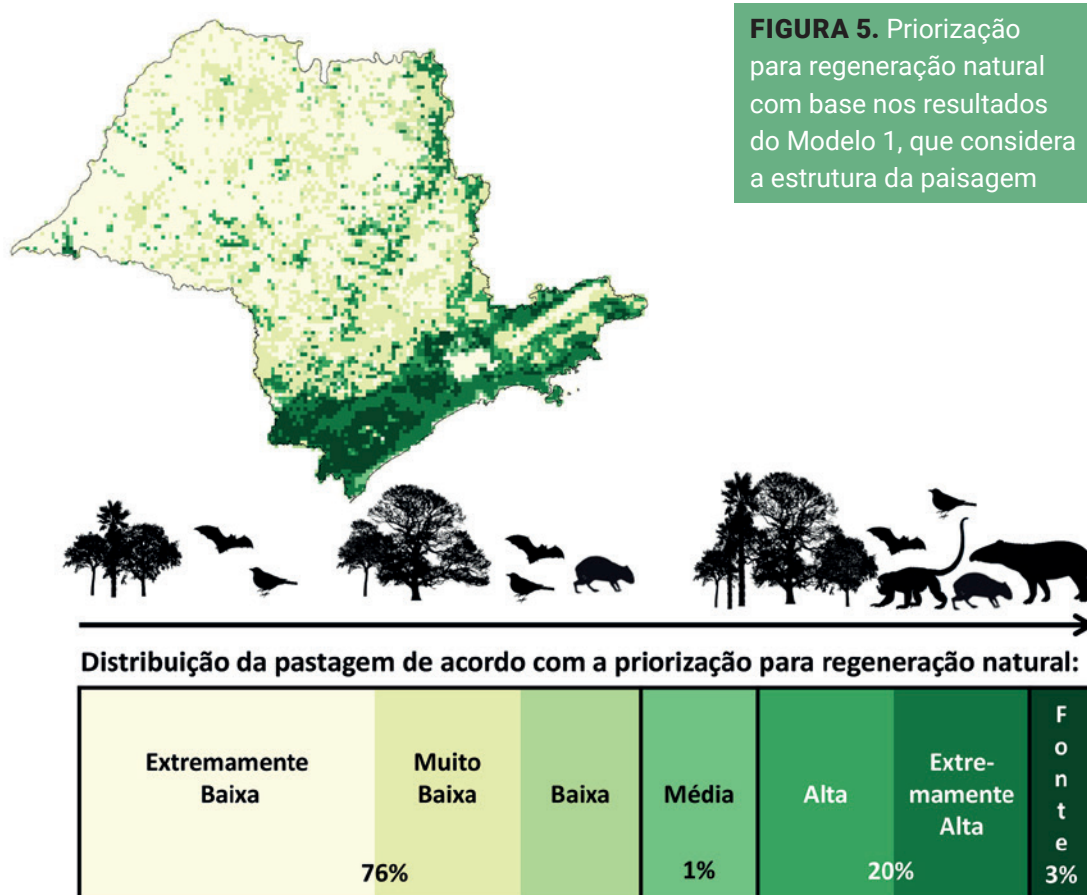 FIGURA 5. Priorização
para regeneração natural
com base nos resultados
do Modelo 1, que considera
a estrutura da paisagem
Distribuição da pastagem de acordo com a priorização para regeneração natural:
Extremamente
Baixa
Muito
Baixa
76%
Baixa
Média
1%
Alta
Extre-
mamente
Alta
20%
F
o
n
t
e
3%